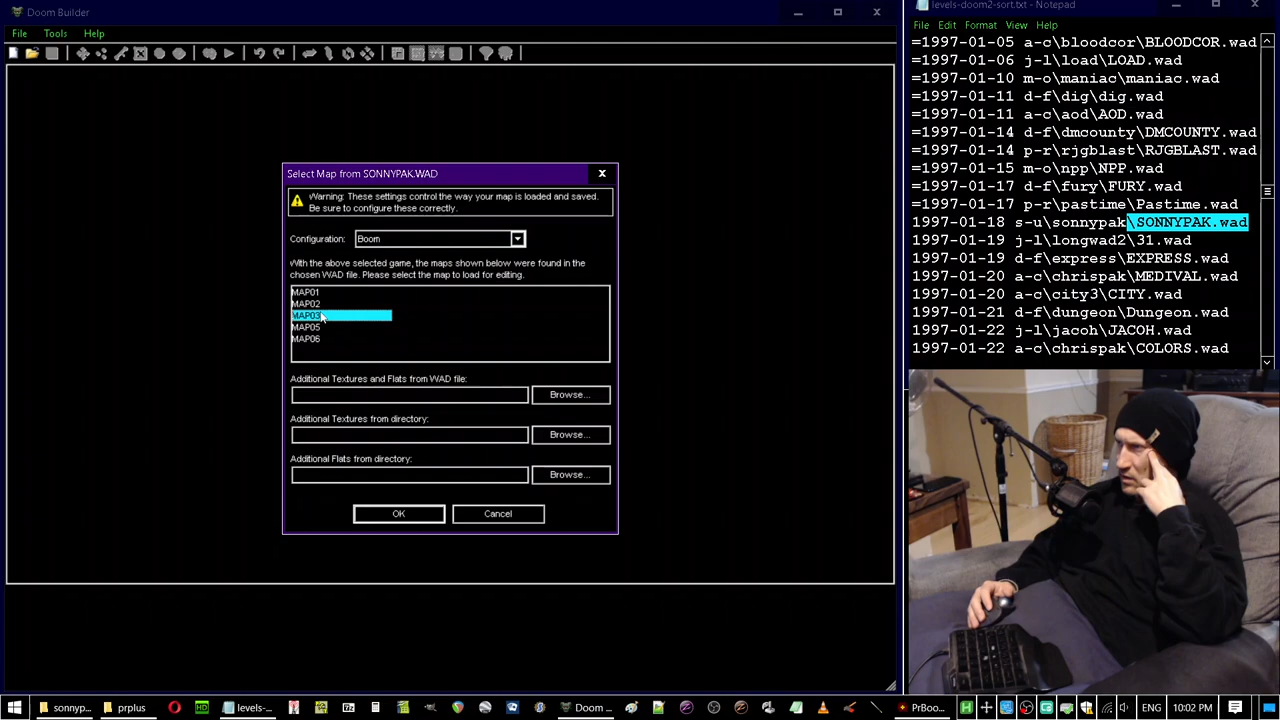 Doom Builder
File Tools Help
Select Map from SONNYPAK.WAD
Warning: These settings control the way your map is loaded and saved.
Be sure to configure these correctly.
Configuration: Boom
With the above selected game, the maps shown below were found in the
chosen WAD file. Please select the map to load for editing.
MAP01
MAP02
MAP03
MAP05
MAP06
Additional Textures and Flats from WAD file:
Browse...
Additional Textures from directory:
Browse...
Additional Flats from directory:
Browse...
OK Cancel
levels-doom2-sort.txt - Notepad
File Edit Format View Help
=1997-01-05 a-c\bloodcor\BLOODCOR.wad
=1997-01-06 j-l\load\LOAD.wad
=1997-01-10 m-o\maniac\maniac.wad
=1997-01-11 d-f\dig\dig.wad
=1997-01-11 a-c\aod\AOD.wad
=1997-01-14 d-f\dmcounty\DMCOUNTY.wad
=1997-01-14 p-r\rjgblast\RJGBLAST.wad
=1997-01-15 m-o\npp\NPP.wad
=1997-01-17 d-f\fury\FURY.wad
=1997-01-17 p-r\pastime\Pastime.wad
1997-01-18 s-u\sonnypak\SONNYPAK.wad
1997-01-19 j-l\longwad2\31.wad
1997-01-19 d-f\express\EXPRESS.wad
1997-01-20 a-c\chrispak\MEDIVAL.wad
1997-01-20 a-c\city3\CITY.wad
1997-01-21 d-f\dungeon\Dungeon.wad
1997-01-22 j-l\jacoh\JACOH.wad
1997-01-22 a-c\chrispak\COLORS.wad
sonnyp... prplus HD levels-... Doom ... PrBoo... ENG 10:02 PM